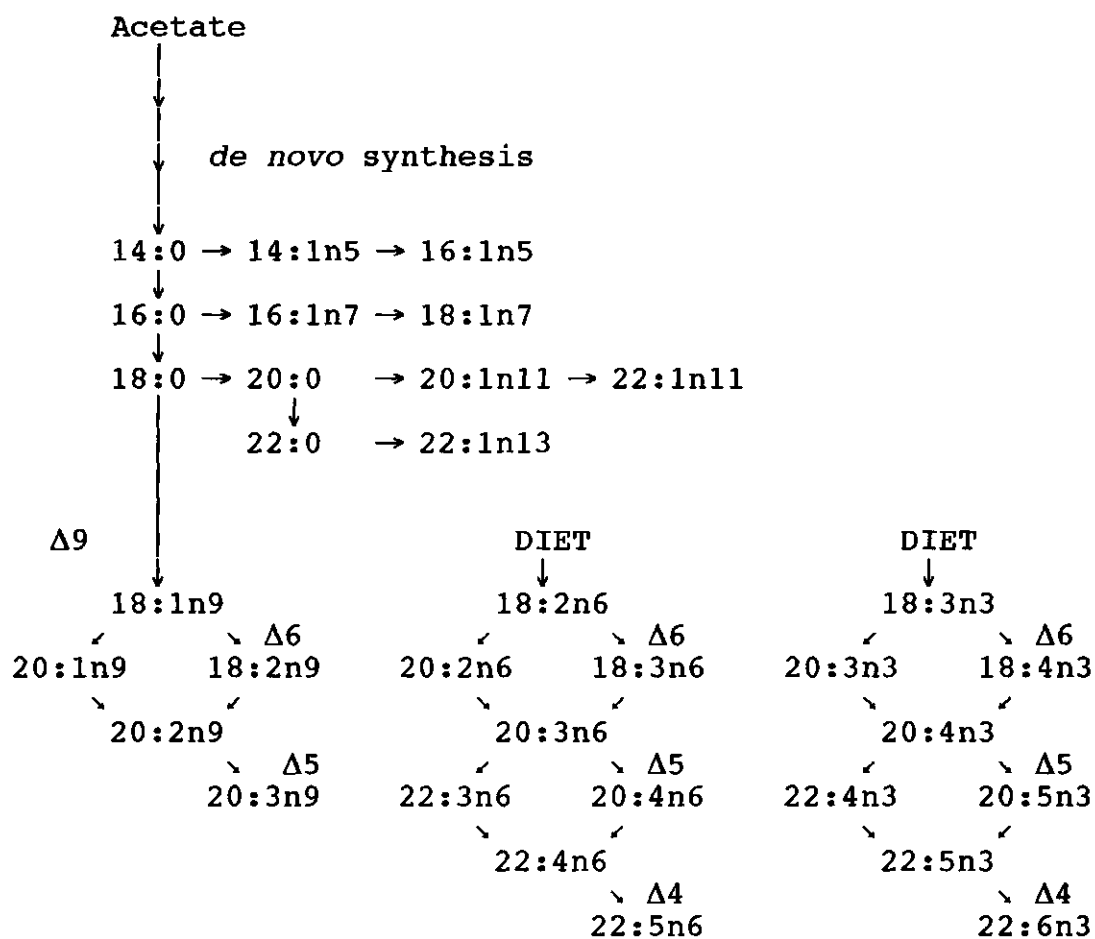 Acetate
de novo synthesis
14:0 → 14:1n5 → 16:1n5
16:0 → 16:1n7 → 18:1n7
18:0 → 20:0 → 20:1n11 → 22:1n11
22:0 → 22:1n13
Δ9 DIET DIET
18:1n9 18:2n6 18:3n3
Δ6 Δ6 Δ6
20:1n9 18:2n9 20:2n6 18:3n6 20:3n3 18:4n3
20:2n9 20:3n6 20:4n3
Δ5 Δ5 Δ5
20:3n9 22:3n6 20:4n6 22:4n3 20:5n3
22:4n6 22:5n3
Δ4 Δ4
22:5n6 22:6n3